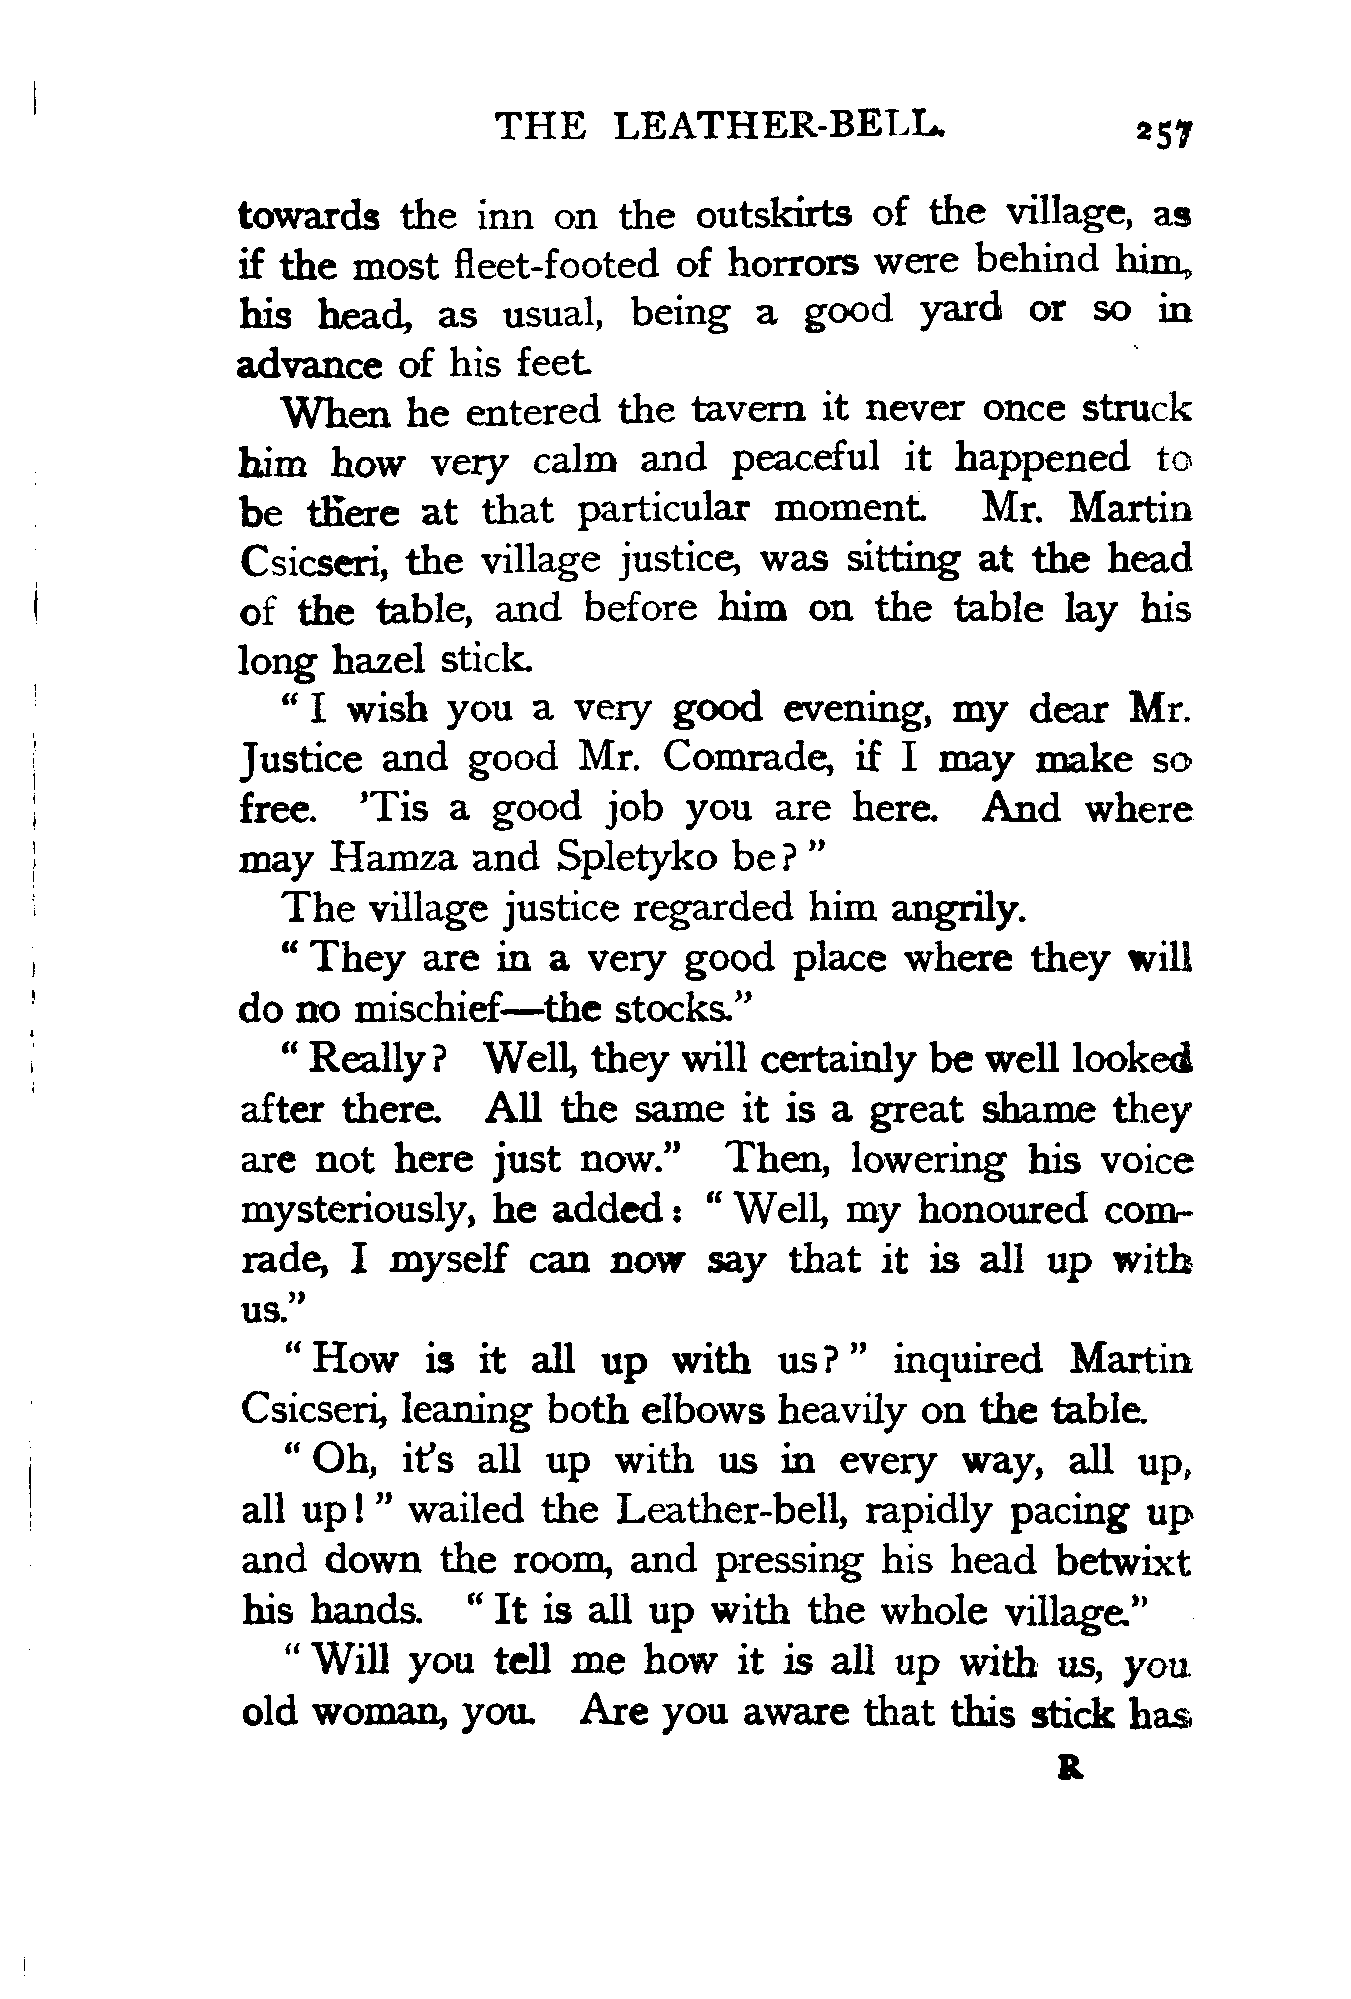 THE LEATHER-BELL. 257
towards the inn on the outskirts of the village, as
if the most fleet-footed of horrors were behind him,
his head, as usual, being a good yard or so in
advance of his feet.
When he entered the tavern it never once struck
him how very calm and peaceful it happened to
be there at that particular moment. Mr. Martin
Csicseri, the village justice, was sitting at the head
of the table, and before him on the table lay his
long hazel stick.
“ I wish you a very good evening, my dear Mr.
Justice and good Mr. Comrade, if I may make so
free. ’Tis a good job you are here. And where
may Hamza and Spletyko be? ”
The village justice regarded him angrily.
“ They are in a very good place where they will
do no mischief—the stocks.”
“ Really? Well, they will certainly be well looked
after there. All the same it is a great shame they
are not here just now.” Then, lowering his voice
mysteriously, he added: “ Well, my honoured com-
rade, I myself can now say that it is all up with
us.”
“ How is it all up with us? ” inquired Martin
Csicseri, leaning both elbows heavily on the table.
“ Oh, it’s all up with us in every way, all up,
all up! ” wailed the Leather-bell, rapidly pacing up
and down the room, and pressing his head betwixt
his hands. “ It is all up with the whole village.”
“ Will you tell me how it is all up with us, you
old woman, you. Are you aware that this stick has
R